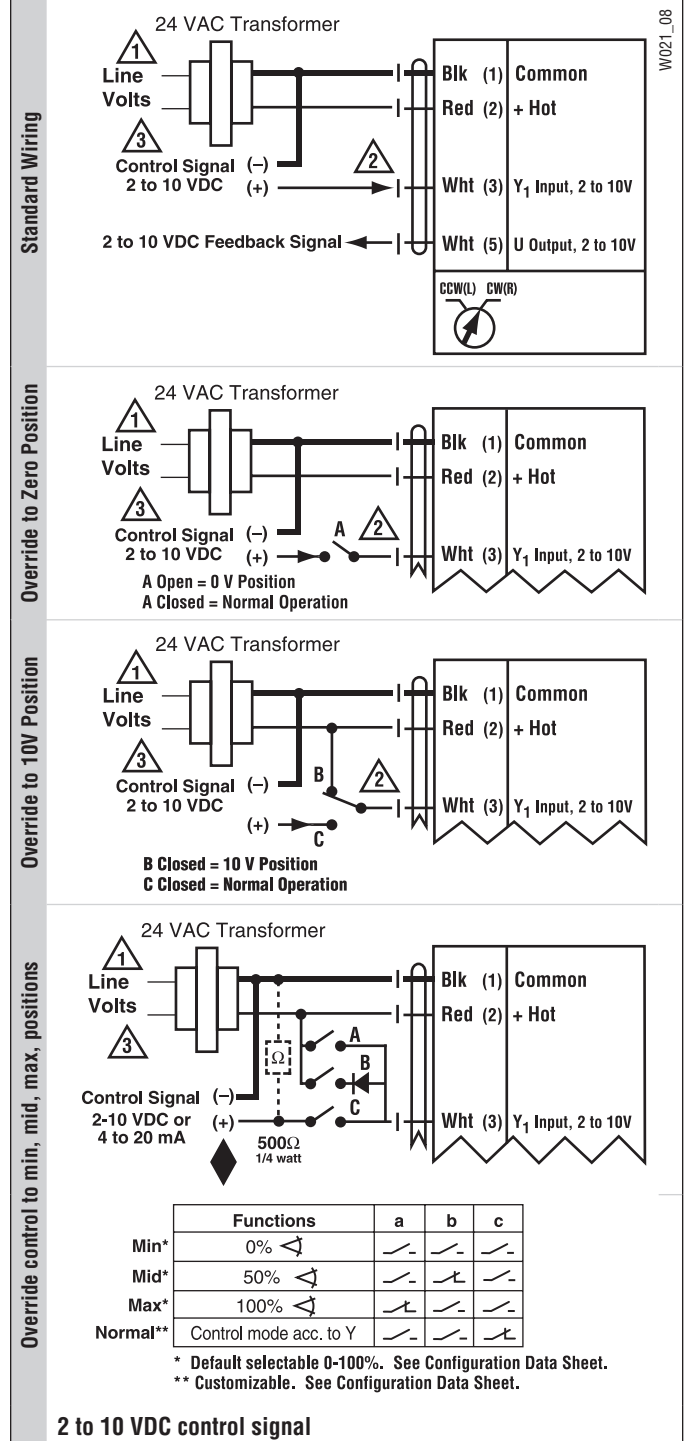 W021_08
Standard Wiring
24 VAC Transformer
1
Line
Volts
Blk (1) Common
Red (2) + Hot
3
Control Signal (–)
2 to 10 VDC (+)
2
Wht (3) Y1 Input, 2 to 10V
2 to 10 VDC Feedback Signal
Wht (5) U Output, 2 to 10V
CCW(L) CW(R)
Override to Zero Position
24 VAC Transformer
1
Line
Volts
Blk (1) Common
Red (2) + Hot
3
Control Signal (–)
2 to 10 VDC (+)
A
2
Wht (3) Y1 Input, 2 to 10V
A Open = 0 V Position
A Closed = Normal Operation
Override to 10V Position
24 VAC Transformer
1
Line
Volts
Blk (1) Common
Red (2) + Hot
3
Control Signal (–)
2 to 10 VDC
(+)
B
2
C
Wht (3) Y1 Input, 2 to 10V
B Closed = 10 V Position
C Closed = Normal Operation
Override control to min, mid, max, positions
24 VAC Transformer
1
Line
Volts
Blk (1) Common
Red (2) + Hot
3
A
Ω
B
Control Signal (–)
2-10 VDC or
4 to 20 mA (+)
C
500Ω
1/4 watt
Wht (3) Y1 Input, 2 to 10V
Functions a b c
Min* 0%
Mid* 50%
Max* 100%
Normal** Control mode acc. to Y
* Default selectable 0-100%. See Configuration Data Sheet.
** Customizable. See Configuration Data Sheet.
2 to 10 VDC control signal